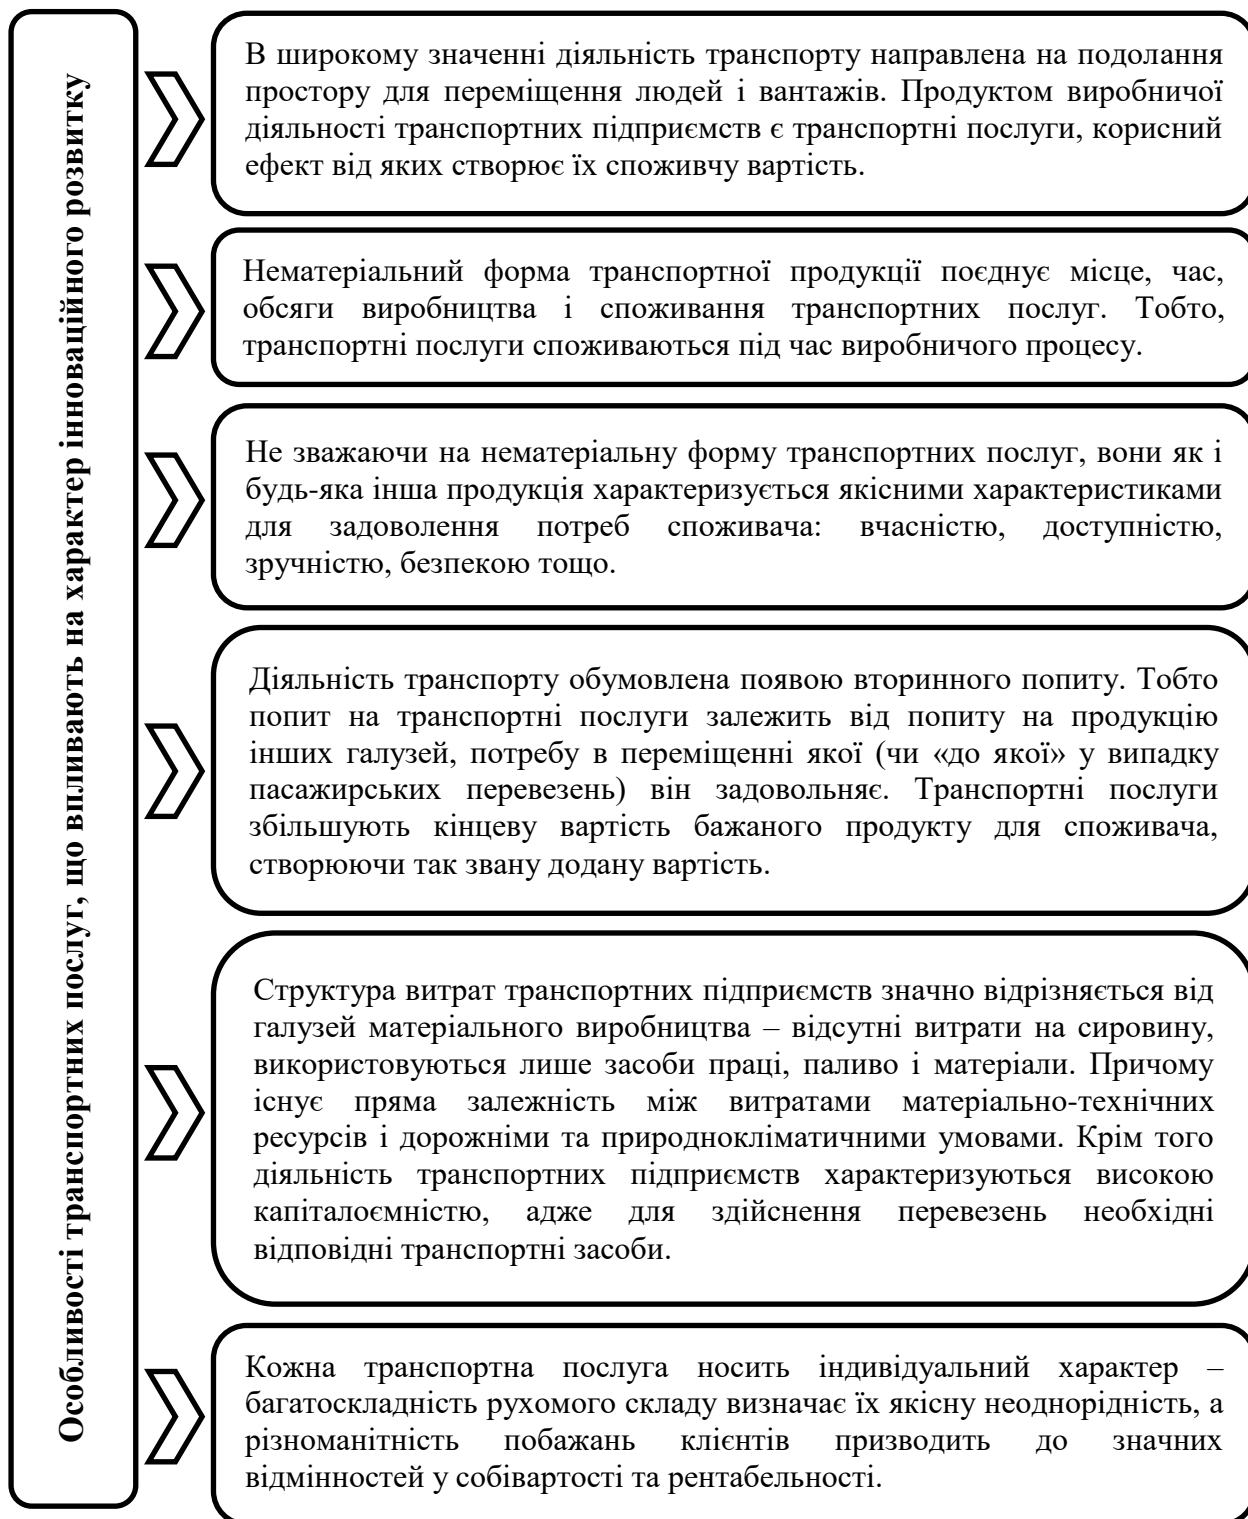 Особливості транспортних послуг, що впливають на характер інноваційного розвитку
В широкому значенні діяльність транспорту направлена на подолання
простору для переміщення людей і вантажів. Продуктом виробничої
діяльності транспортних підприємств є транспортні послуги, корисний
ефект від яких створює їх споживчу вартість.
Нематеріальний форма транспортної продукції поєднує місце, час,
обсяги виробництва і споживання транспортних послуг. Тобто,
транспортні послуги споживаються під час виробничого процесу.
Не зважаючи на нематеріальну форму транспортних послуг, вони як і
будь-яка інша продукція характеризується якісними характеристиками
для задоволення потреб споживача: вчасністю, доступністю,
зручністю, безпекою тощо.
Діяльність транспорту обумовлена появою вторинного попиту. Тобто
попит на транспортні послуги залежить від попиту на продукцію
інших галузей, потребу в переміщенні якої (чи «до якої» у випадку
пасажирських перевезень) він задовольняє. Транспортні послуги
збільшують кінцеву вартість бажаного продукту для споживача,
створюючи так звану додану вартість.
Структура витрат транспортних підприємств значно відрізняється від
галузей матеріального виробництва – відсутні витрати на сировину,
використовуються лише засоби праці, паливо і матеріали. Причому
існує пряма залежність між витратами матеріально-технічних
ресурсів і дорожніми та природнокліматичними умовами. Крім того
діяльність транспортних підприємств характеризуються високою
капіталоємністю, адже для здійснення перевезень необхідні
відповідні транспортні засоби.
Кожна транспортна послуга носить індивідуальний характер –
багатоскладність рухомого складу визначає їх якісну неоднорідність, а
різноманітність побажань клієнтів призводить до значних
відмінностей у собівартості та рентабельності.